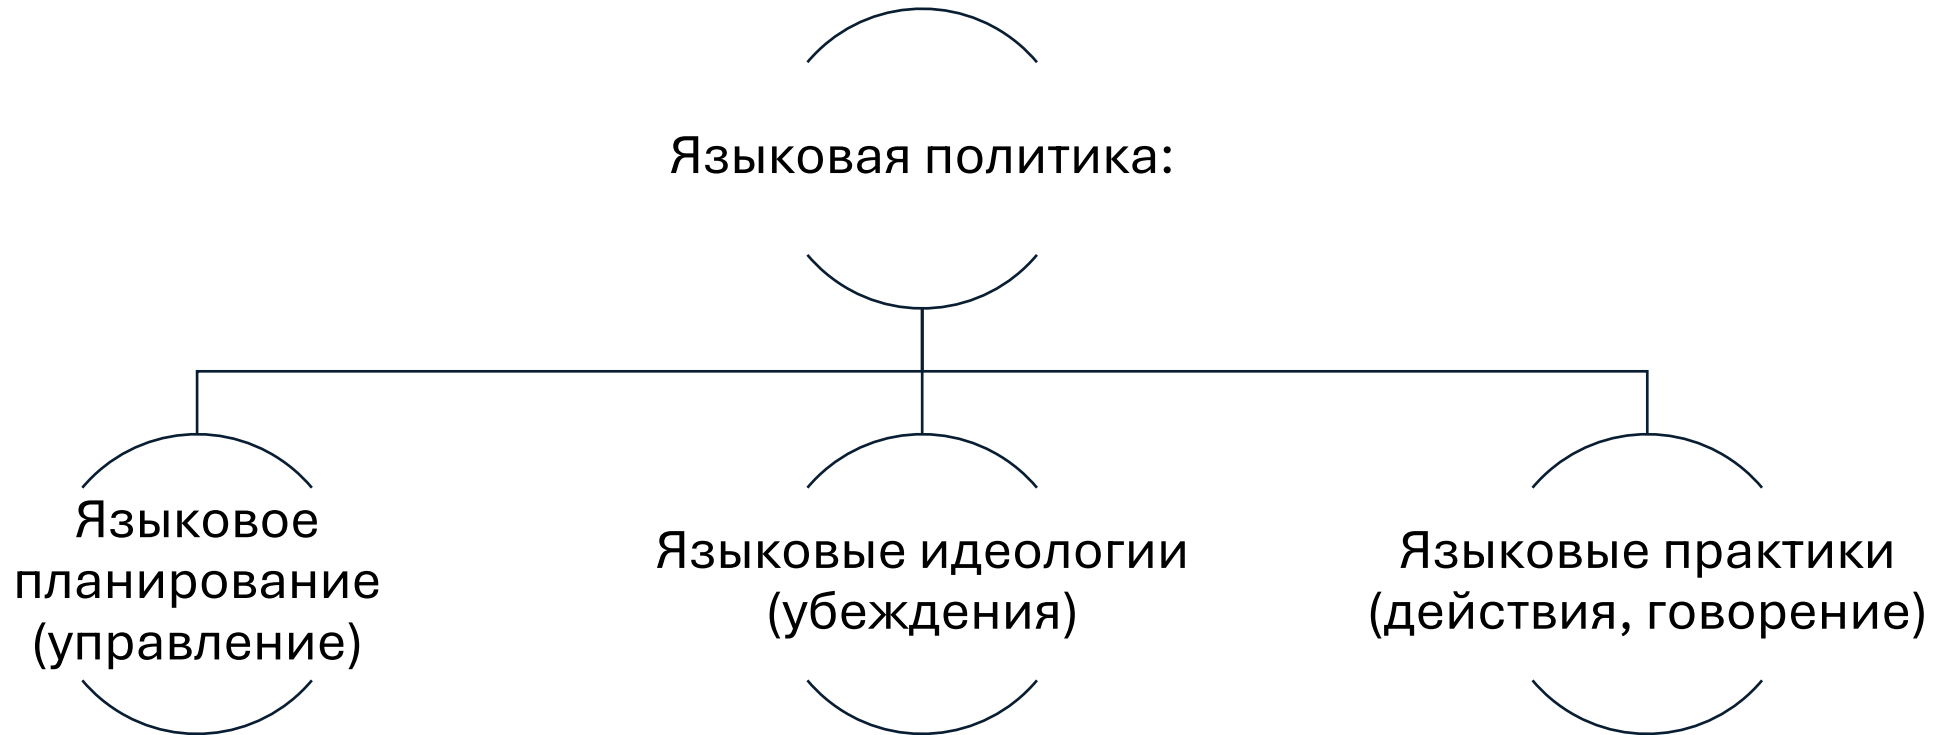 Языковая политика:
Языковое
планирование
(управление)
Языковые идеологии
(убеждения)
Языковые практики
(действия, говорение)